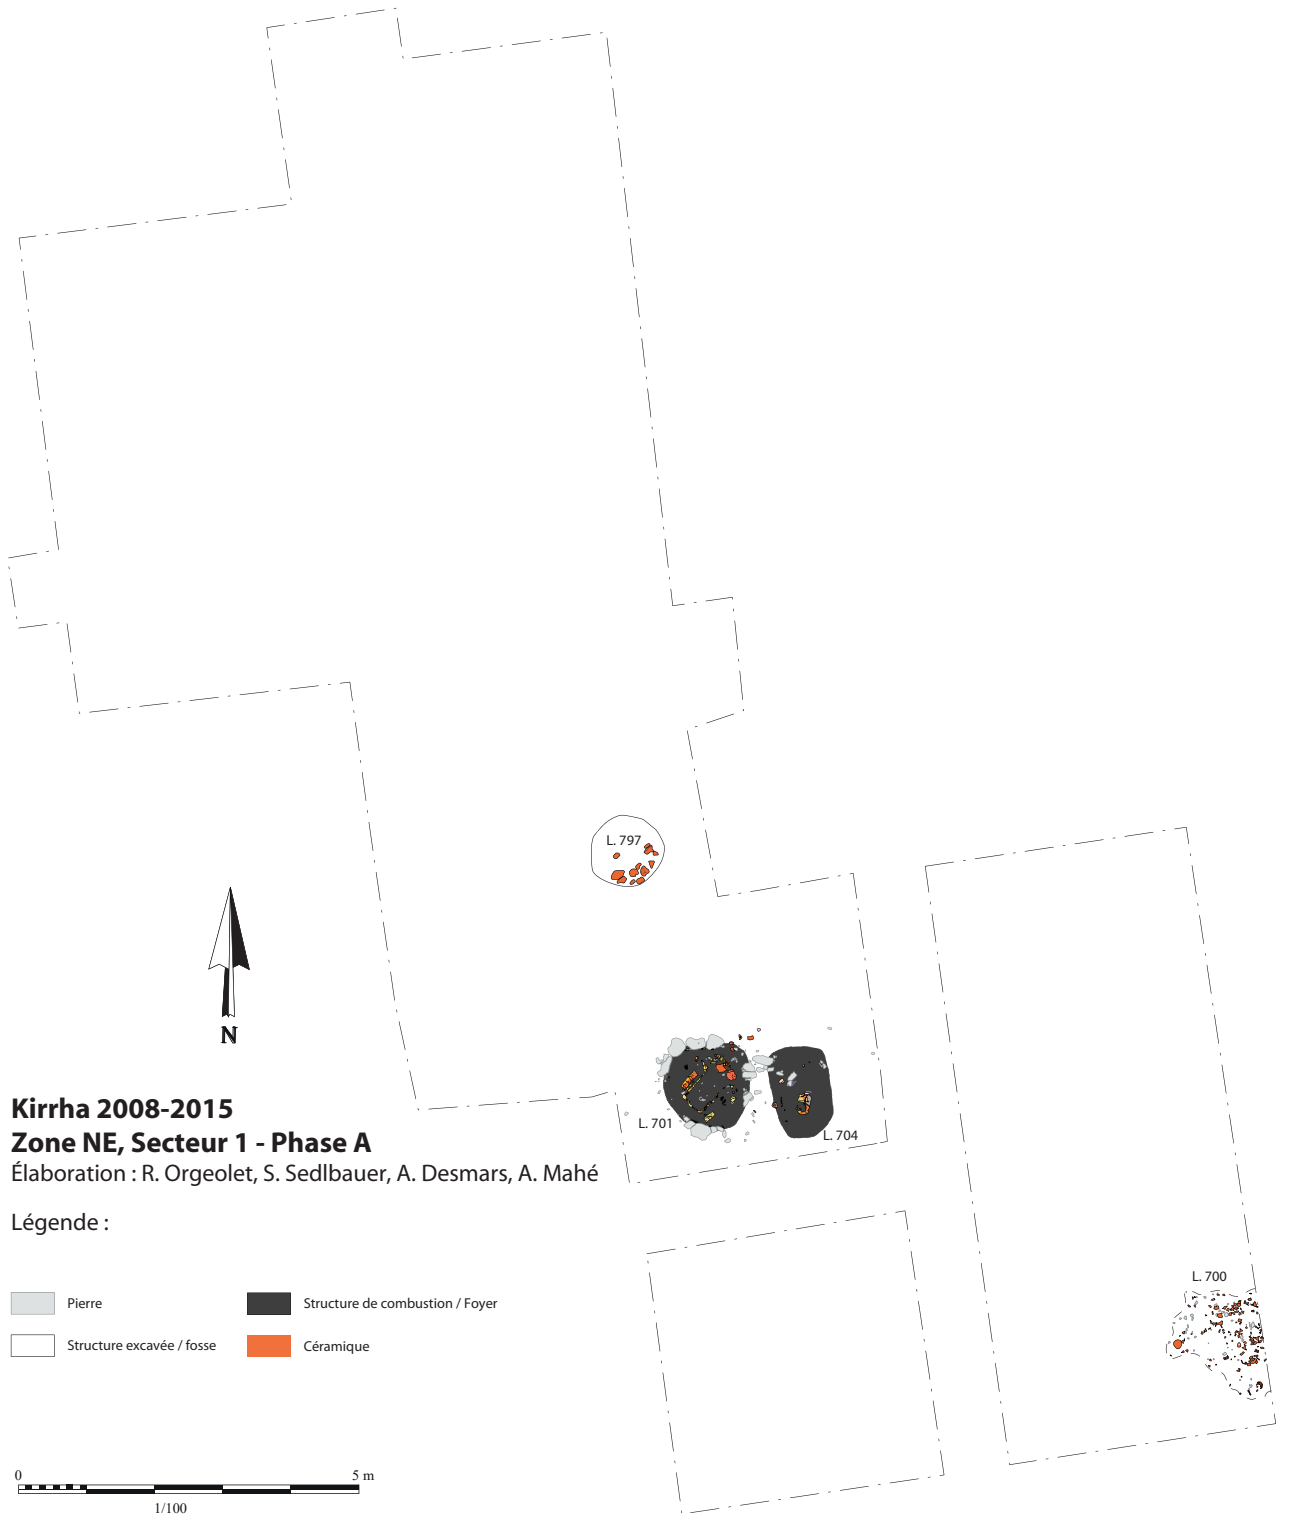 L. 797
N
L. 701
L. 704
Kirrha 2008-2015
Zone NE, Secteur 1 - Phase A
Élaboration : R. Orgeolet, S. Sedlbauer, A. Desmars, A. Mahé
Légende :
L. 700
Pierre
Structure de combustion / Foyer
Structure excavée / fosse
Céramique
0 5 m
1/100